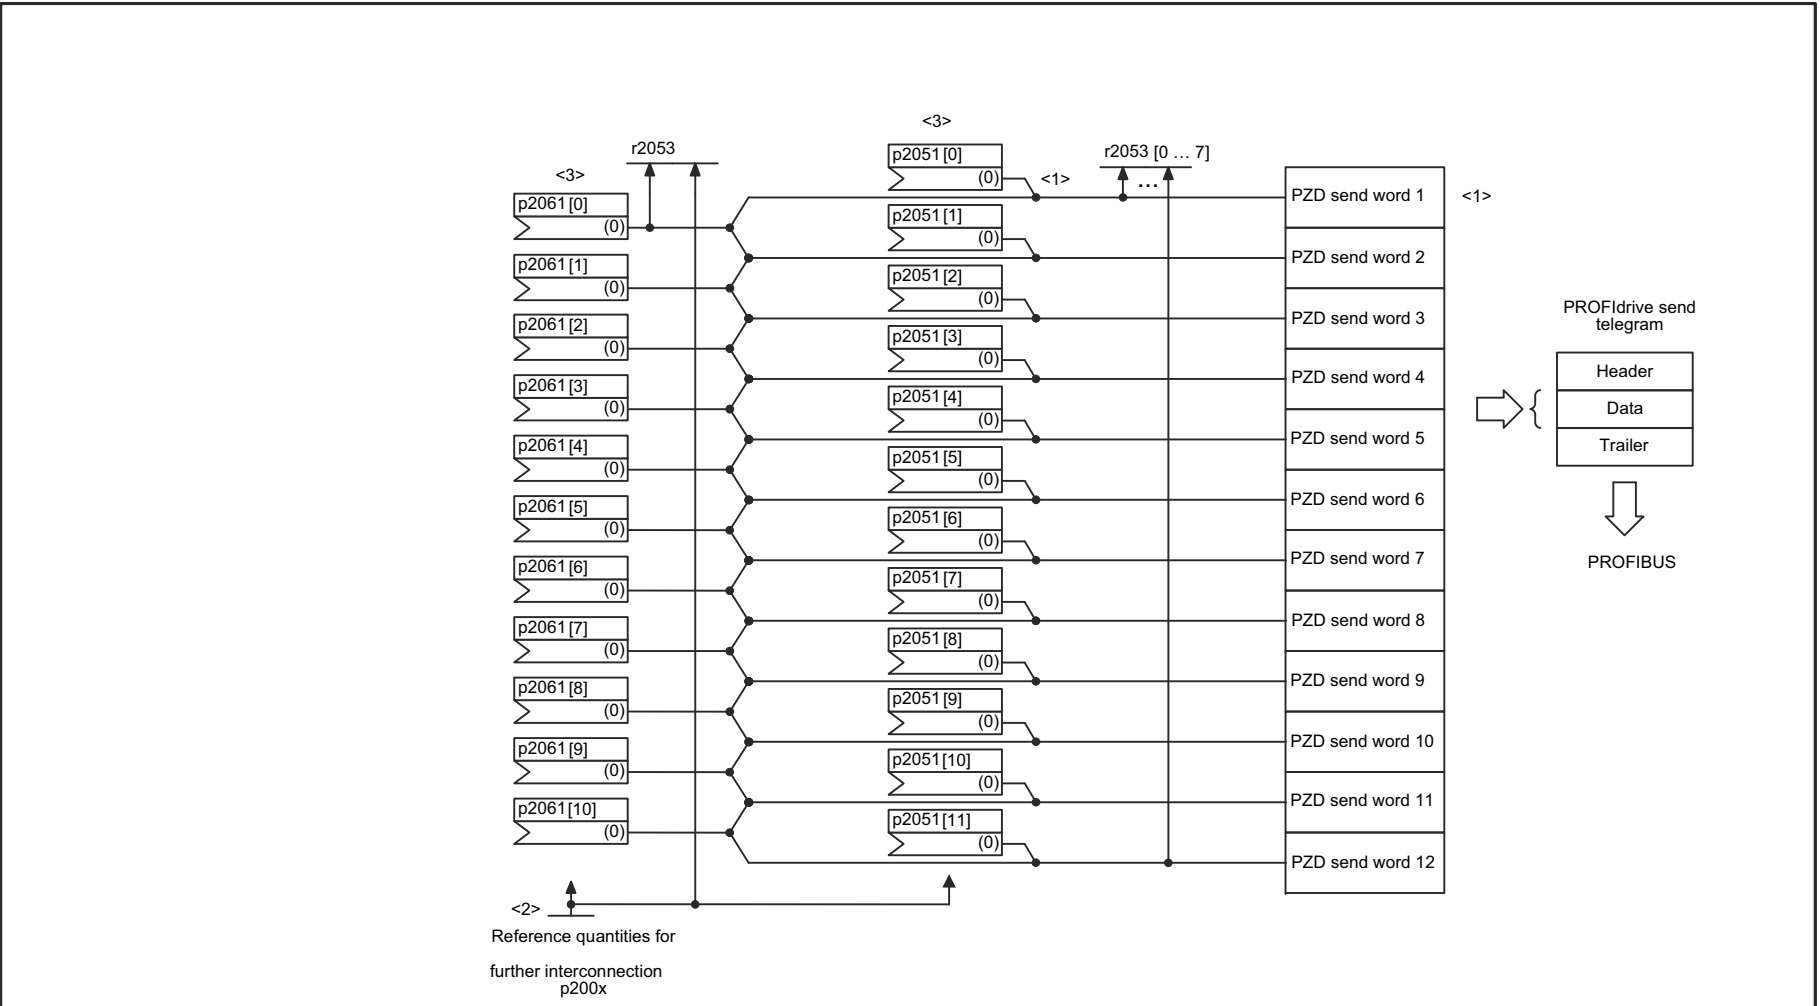 <3>
r2053
p2051 [0]
(0)
<1>
r2053 [0 ... 7]
...
<3>
p2061 [0]
(0)
PZD send word 1
<1>
p2051 [1]
(0)
p2061 [1]
(0)
PZD send word 2
p2051 [2]
(0)
p2061 [2]
(0)
PZD send word 3
p2051 [3]
(0)
p2061 [3]
(0)
PZD send word 4
p2051 [4]
(0)
p2061 [4]
(0)
PZD send word 5
p2051 [5]
(0)
p2061 [5]
(0)
PZD send word 6
p2051 [6]
(0)
p2061 [6]
(0)
PZD send word 7
p2051 [7]
(0)
p2061 [7]
(0)
PZD send word 8
p2051 [8]
(0)
p2061 [8]
(0)
PZD send word 9
p2051 [9]
(0)
p2061 [9]
(0)
PZD send word 10
p2051 [10]
(0)
p2061 [10]
(0)
PZD send word 11
p2051 [11]
(0)
PZD send word 12
PROFIdrive send
telegram
Header
Data
Trailer
PROFIBUS
<2>
Reference quantities for
further interconnection
p200x